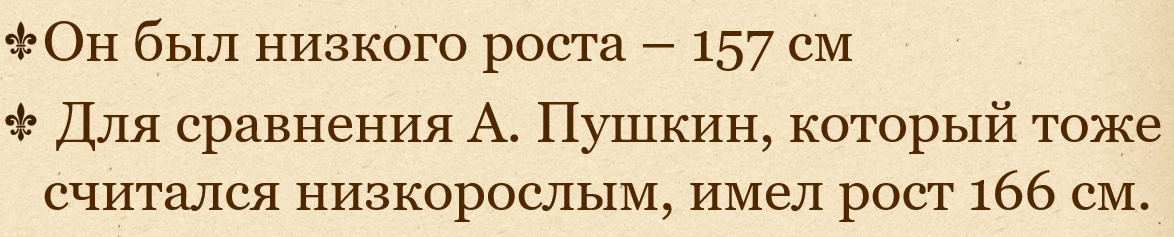 Он был низкого роста – 157 см
Для сравнения А. Пушкин, который тоже
считался низкорослым, имел рост 166 см.